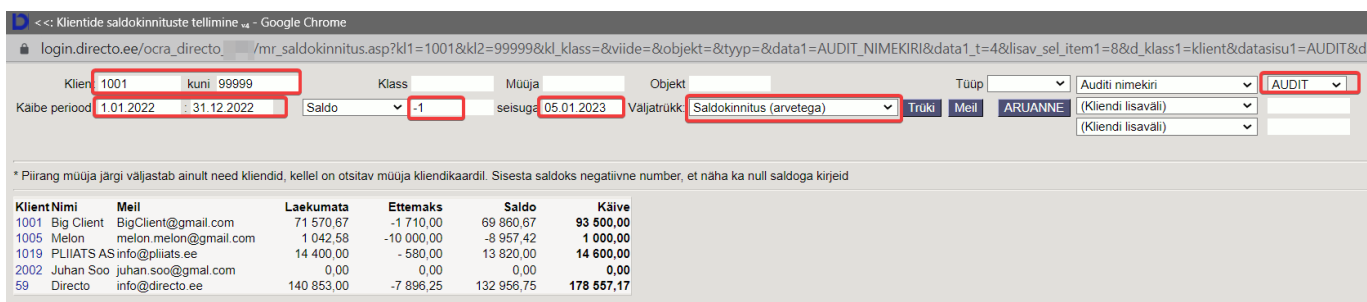 <<: Klientide saldokinnituste tellimine v4 - Google Chrome
login.directo.ee/ocra_directo_ /mr_saldokinnitus.asp?kl1=1001&kl2=99999&kl_klass=&viide=&objekt=&tyyp=&data1=AUDIT_NIMEKIRI&data1_t=4&lisav_sel_item1=8&d_klass1=klient&datasisu1=AUDIT&d
Klient 1001 kuni 99999 Klass Müüja Objekt Tüüp Auditi nimekiri AUDIT
Käibe periood 1.01.2022 : 31.12.2022 Saldo -1 seisuga 05.01.2023 Väljatrükk: Saldokinnitus (arvetega) Trüki Meil ARUANNE (Kliendi lisaväli)
(Kliendi lisaväli)
* Piirang müüja järgi väljastab ainult need kliendid, kellel on otsitav müüja kliendikaardil. Sisesta saldoks negatiivne number, et näha ka null saldoga kirjeid
Klient Nimi Meil Laekumata Ettemaks Saldo Käive
1001 Big Client BigClient@gmail.com 71 570,67 -1 710,00 69 860,67 93 500,00
1005 Melon melon.melon@gmail.com 1 042,58 -10 000,00 -8 957,42 1 000,00
1019 PLIIATS AS info@pliiats.ee 14 400,00 - 580,00 13 820,00 14 600,00
2002 Juhan Soo juhan.soo@gmal.com 0,00 0,00 0,00 0,00
59 Directo info@directo.ee 140 853,00 -7 896,25 132 956,75 178 557,17